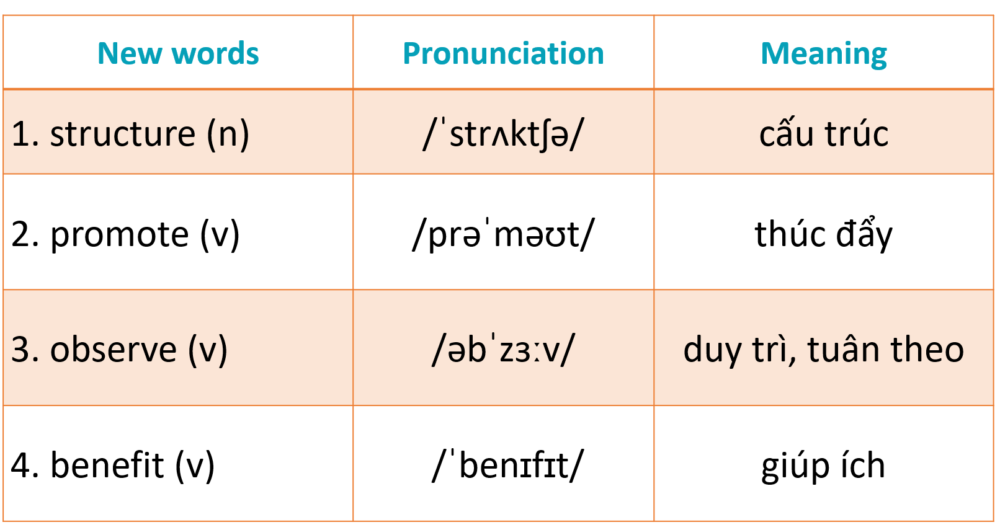 New words Pronunciation Meaning
1. structure (n) /ˈstrʌktʃə/ cấu trúc
2. promote (v) /prəˈməʊt/ thúc đẩy
3. observe (v) /əbˈzɜːv/ duy trì, tuân theo
4. benefit (v) /ˈbenɪfɪt/ giúp ích